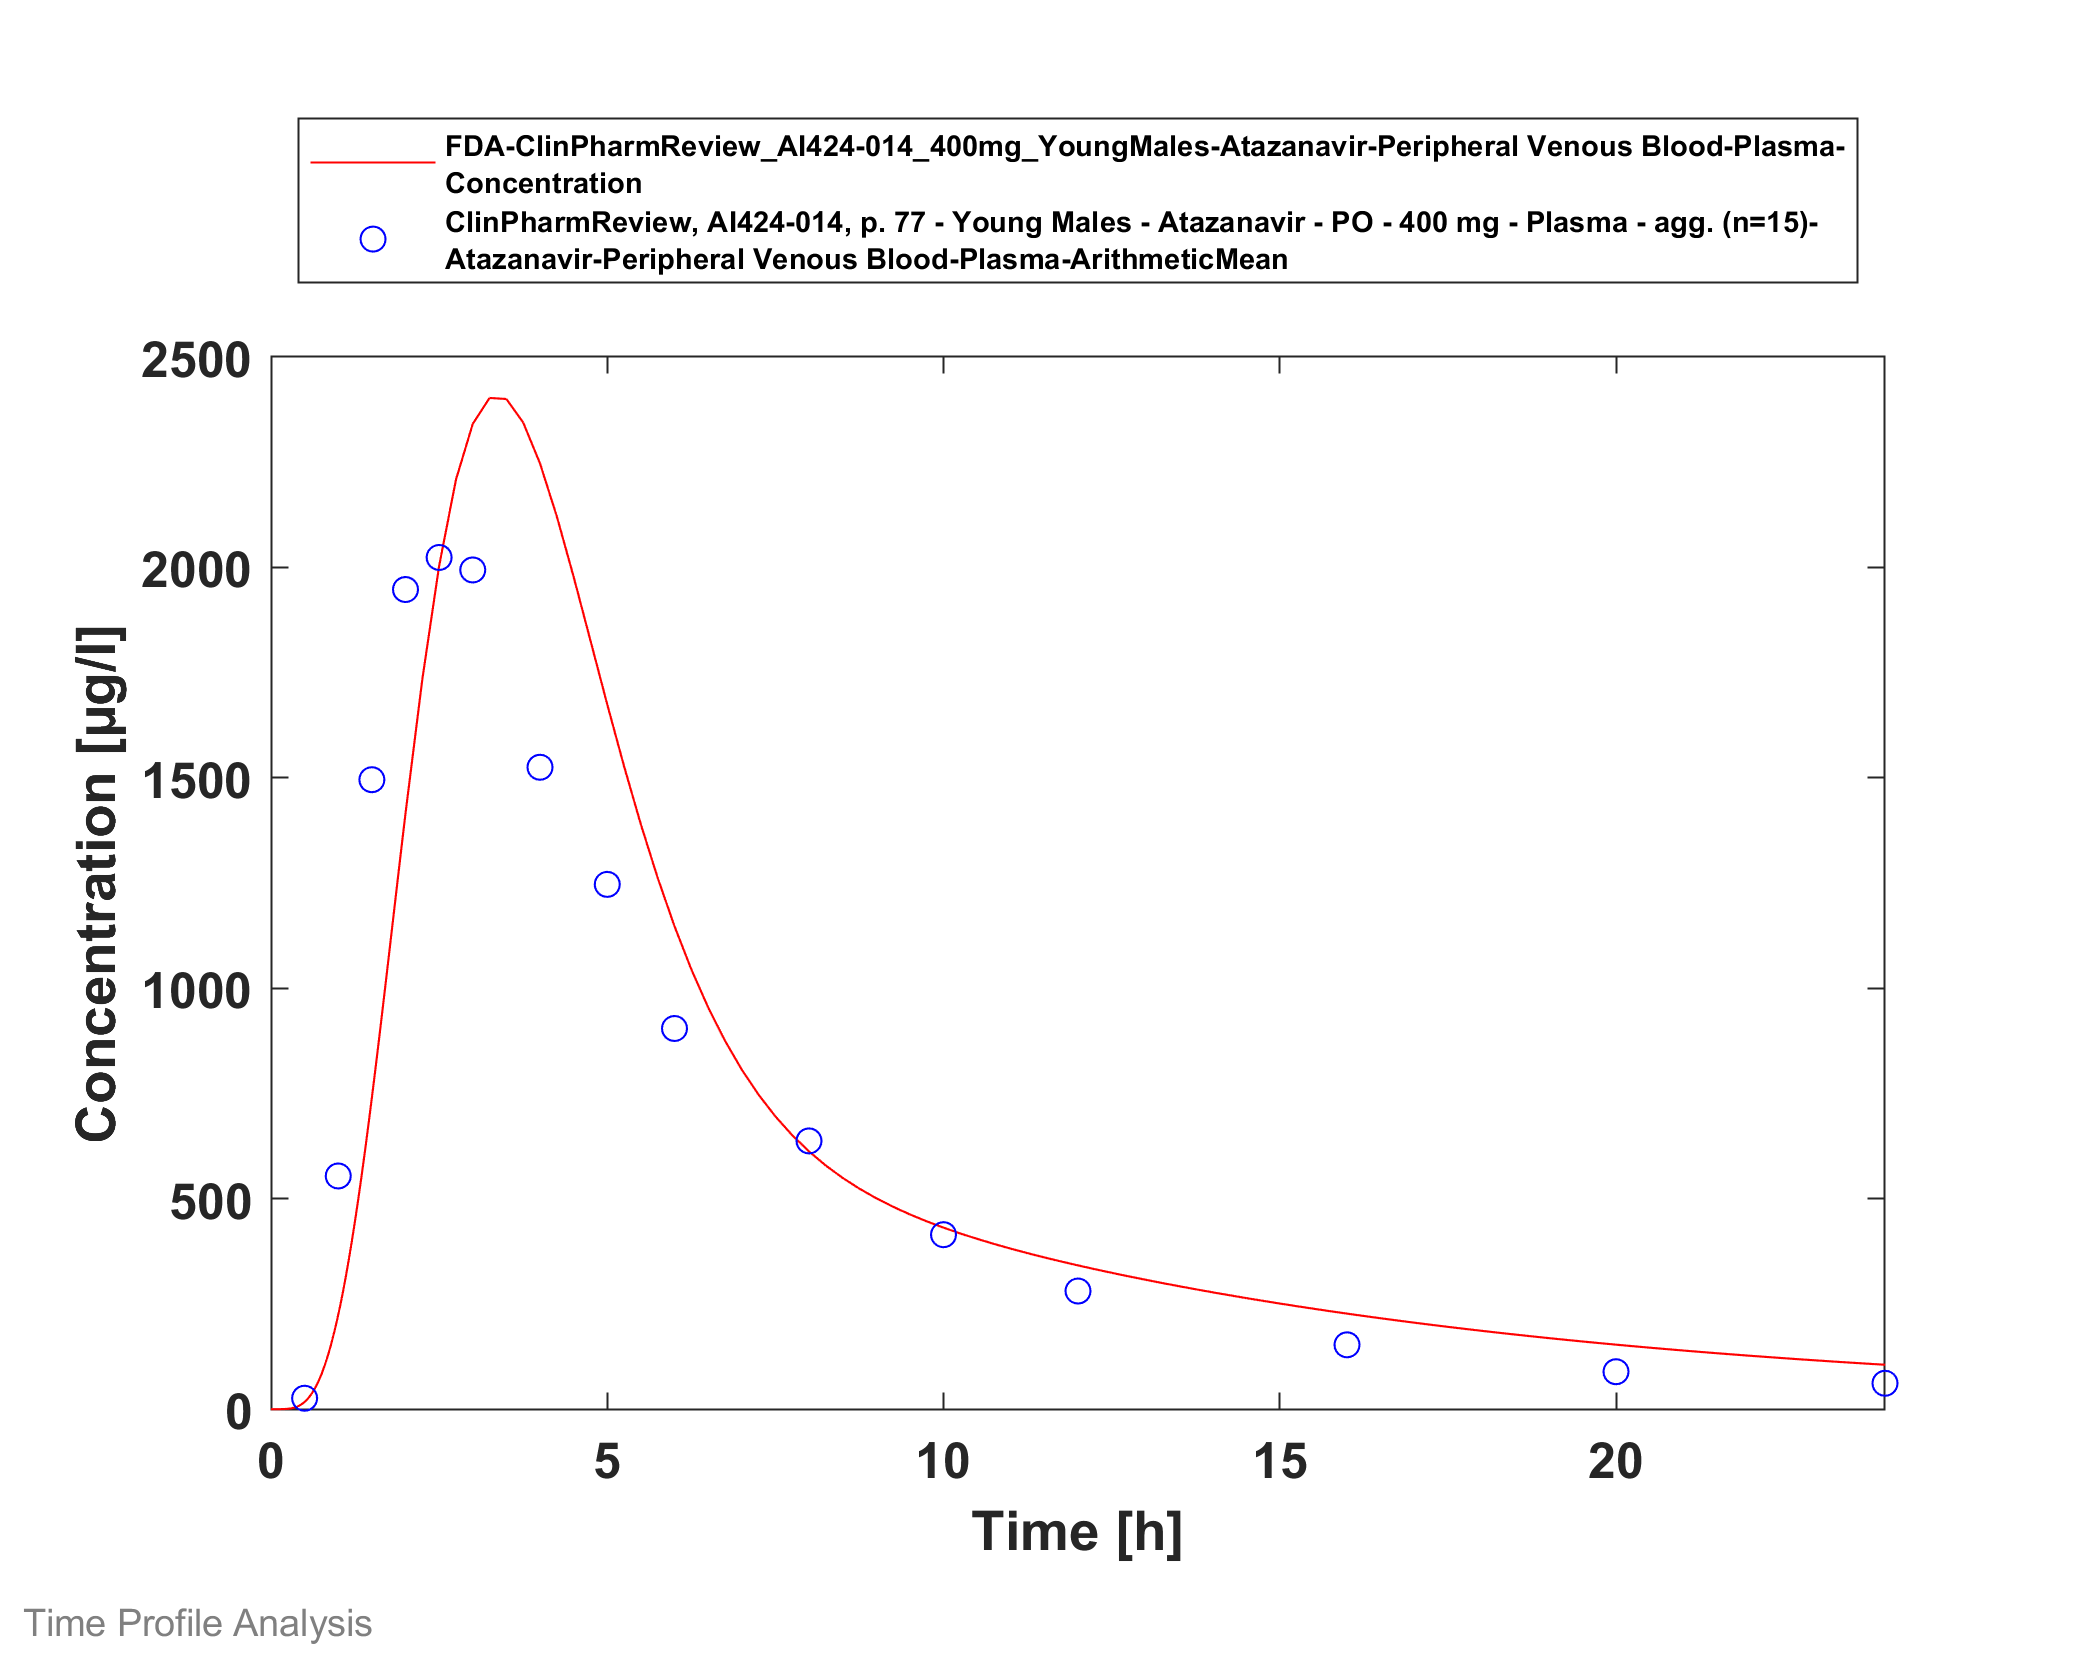 FDA-ClinPharmReview_AI424-014_400mg_YoungMales-Atazanavir-Peripheral Venous Blood-Plasma-
Concentration
ClinPharmReview, AI424-014, p. 77 - Young Males - Atazanavir - PO - 400 mg - Plasma - agg. (n=15)-
Atazanavir-Peripheral Venous Blood-Plasma-ArithmeticMean
2500
2000
1500
1000
500
0
Concentration [µg/l]
0 5 10 15 20
Time [h]
Time Profile Analysis